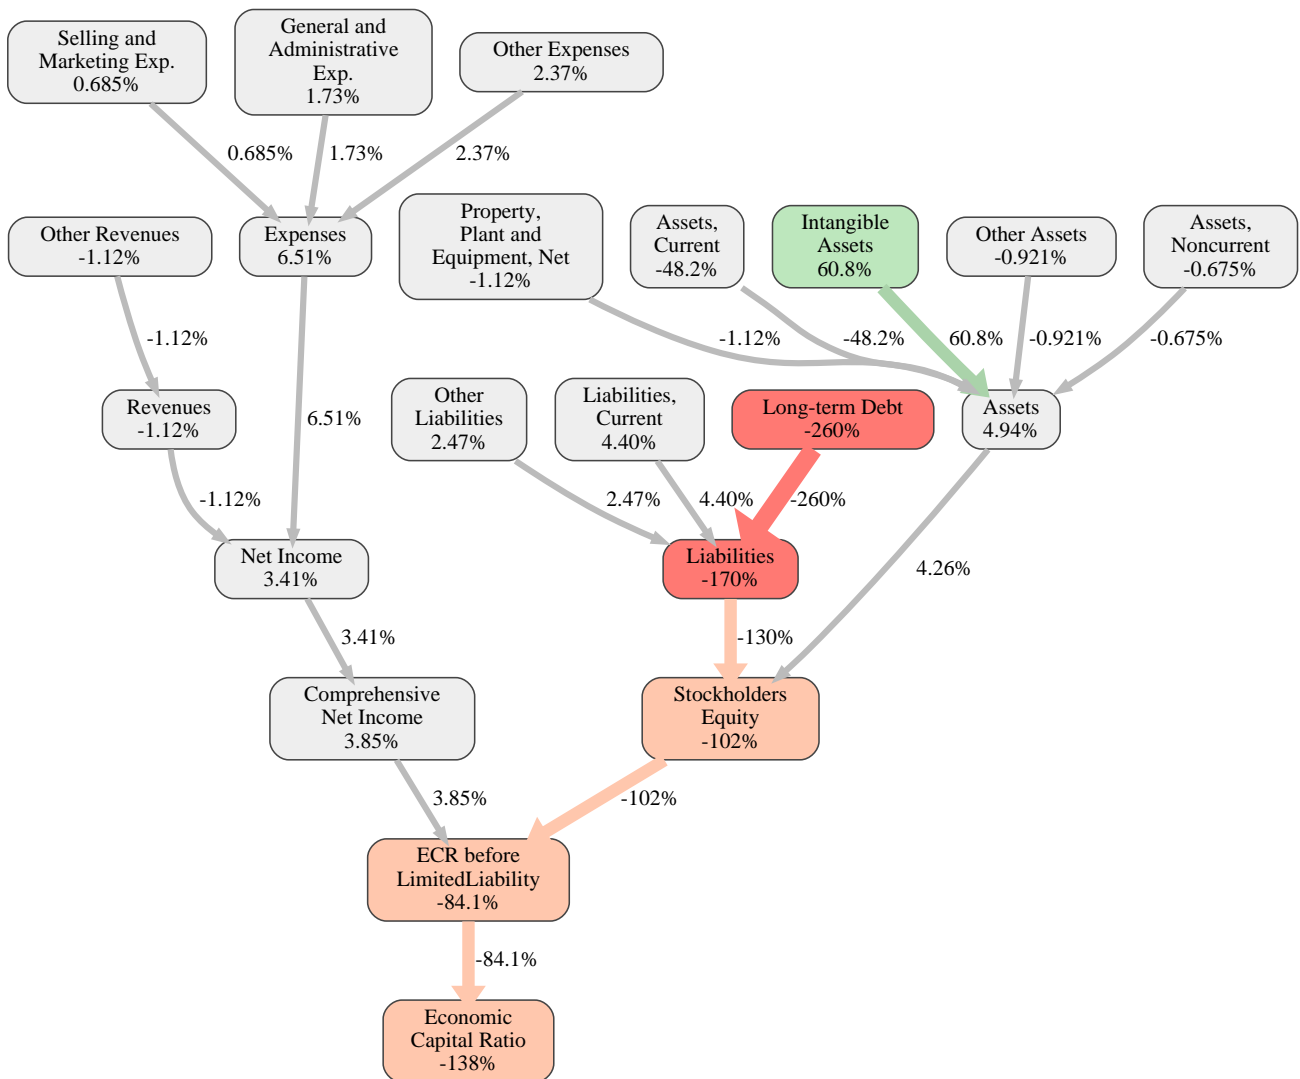 Selling and
Marketing Exp.
0.685%
General and
Administrative
Exp.
1.73%
Other Expenses
2.37%
0.685%
1.73%
2.37%
Other Revenues
-1.12%
Expenses
6.51%
Property,
Plant and
Equipment, Net
-1.12%
Assets,
Current
-48.2%
Intangible
Assets
60.8%
Other Assets
-0.921%
Assets,
Noncurrent
-0.675%
-1.12%
-1.12%
-48.2%
60.8%
-0.921%
-0.675%
Revenues
-1.12%
6.51%
Other
Liabilities
2.47%
Liabilities,
Current
4.40%
Long-term Debt
-260%
Assets
4.94%
-1.12%
2.47%
4.40%
-260%
Net Income
3.41%
Liabilities
-170%
4.26%
3.41%
-130%
Comprehensive
Net Income
3.85%
Stockholders
Equity
-102%
3.85%
-102%
ECR before
LimitedLiability
-84.1%
-84.1%
Economic
Capital Ratio
-138%